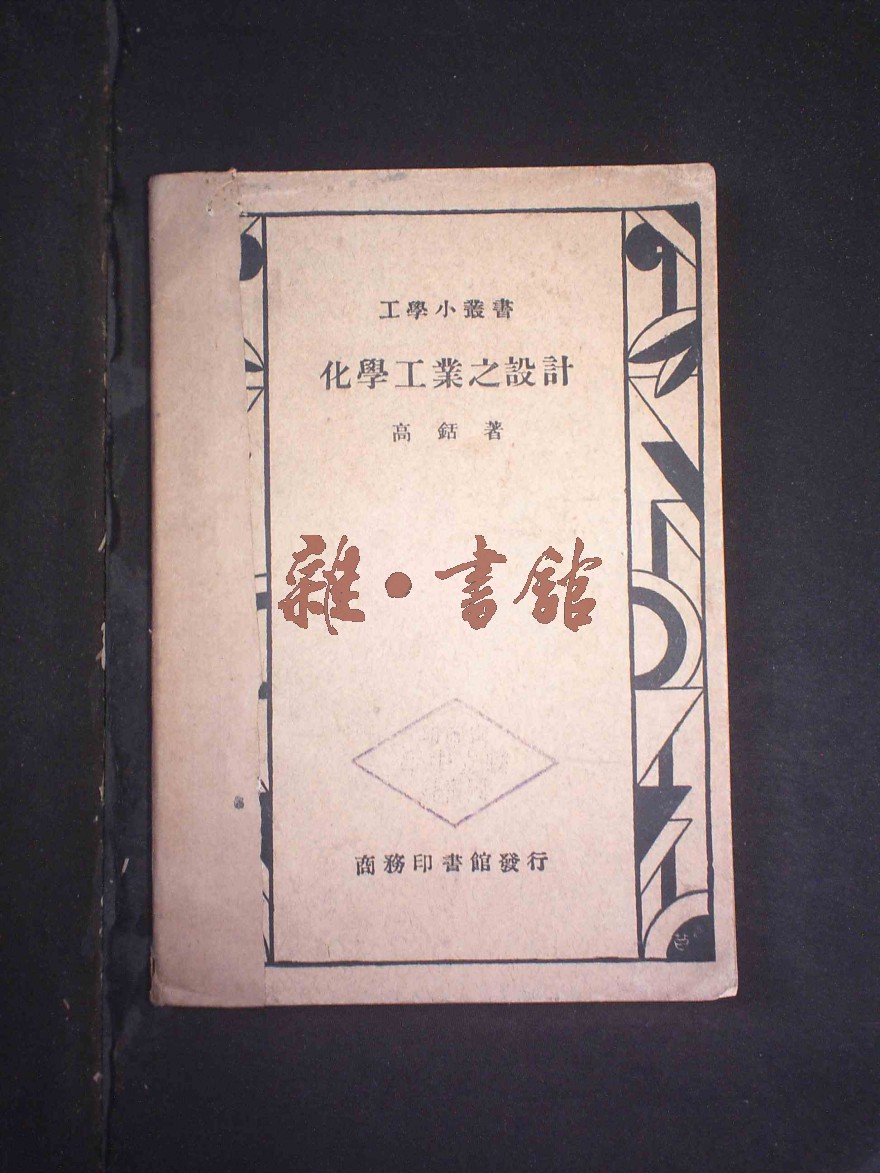 工學小叢書
化學工業之設計
高銛著
雜·書館
商務印書館發行